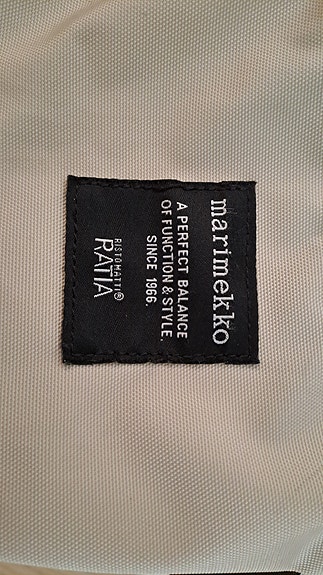 marimekko
A PERFECT BALANCE
OF FUNCTION & STYLE.
SINCE 1966.
RISTOMATTI®
RATIA